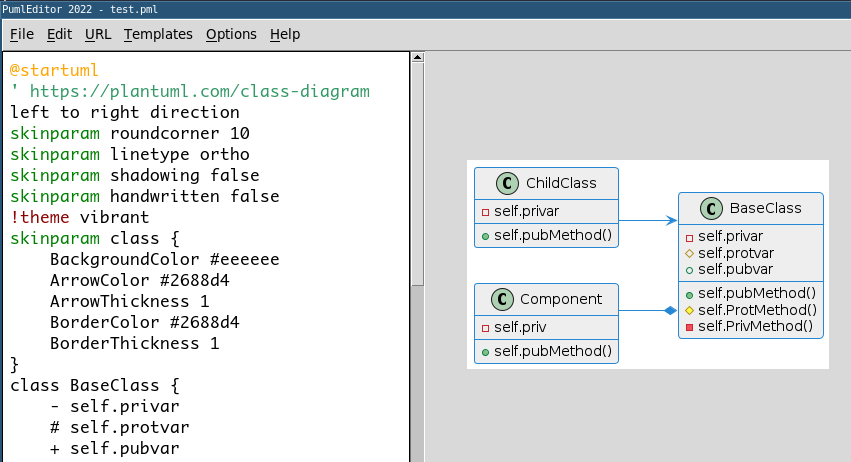 PumlEditor 2022 - test.pml
File Edit URL Templates Options Help
@startuml
' https://plantuml.com/class-diagram
left to right direction
skinparam roundcorner 10
skinparam linetype ortho
skinparam shadowing false
skinparam handwritten false
!theme vibrant
skinparam class {
    BackgroundColor #eeeeee
    ArrowColor #2688d4
    ArrowThickness 1
    BorderColor #2688d4
    BorderThickness 1
}
class BaseClass {
    - self.privar
    # self.protvar
    + self.pubvar
C ChildClass
self.privar
self.pubMethod()
C Component
self.priv
self.pubMethod()
C BaseClass
self.privar
self.protvar
self.pubvar
self.pubMethod()
self.ProtMethod()
self.PrivMethod()